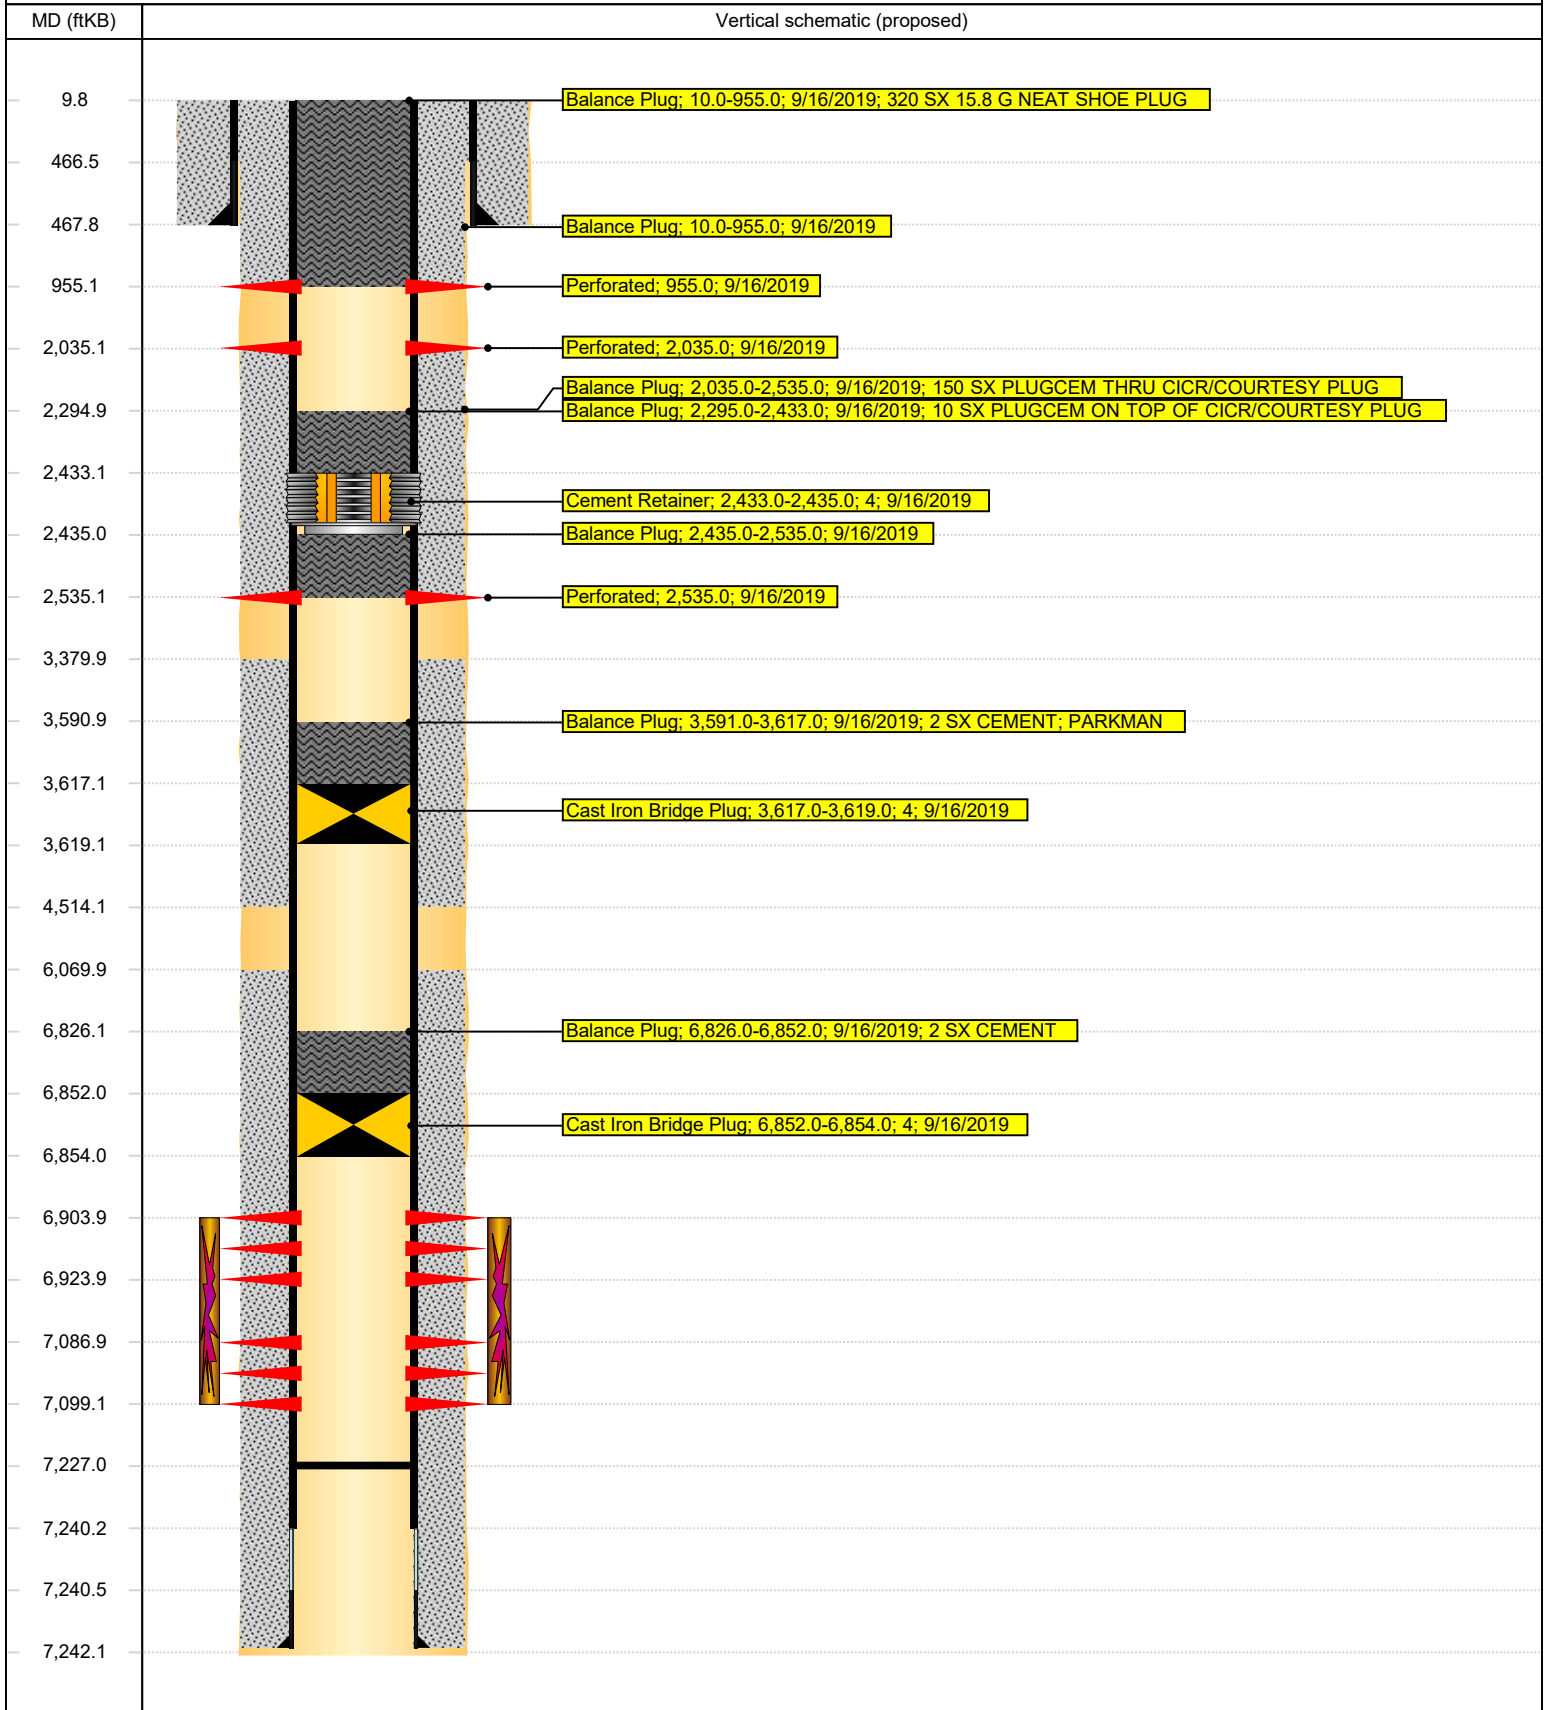 MD (ftKB)
Vertical schematic (proposed)
9.8
Balance Plug; 10.0-955.0; 9/16/2019; 320 SX 15.8 G NEAT SHOE PLUG
466.5
467.8
Balance Plug; 10.0-955.0; 9/16/2019
955.1
Perforated; 955.0; 9/16/2019
2,035.1
Perforated; 2,035.0; 9/16/2019
Balance Plug; 2,035.0-2,535.0; 9/16/2019; 150 SX PLUGCEM THRU CICR/COURTESY PLUG
2,294.9
Balance Plug; 2,295.0-2,433.0; 9/16/2019; 10 SX PLUGCEM ON TOP OF CICR/COURTESY PLUG
2,433.1
Cement Retainer; 2,433.0-2,435.0; 4; 9/16/2019
2,435.0
Balance Plug; 2,435.0-2,535.0; 9/16/2019
2,535.1
Perforated; 2,535.0; 9/16/2019
3,379.9
3,590.9
Balance Plug; 3,591.0-3,617.0; 9/16/2019; 2 SX CEMENT; PARKMAN
3,617.1
Cast Iron Bridge Plug; 3,617.0-3,619.0; 4; 9/16/2019
3,619.1
4,514.1
6,069.9
6,826.1
Balance Plug; 6,826.0-6,852.0; 9/16/2019; 2 SX CEMENT
6,852.0
Cast Iron Bridge Plug; 6,852.0-6,854.0; 4; 9/16/2019
6,854.0
6,903.9
6,923.9
7,086.9
7,099.1
7,227.0
7,240.2
7,240.5
7,242.1